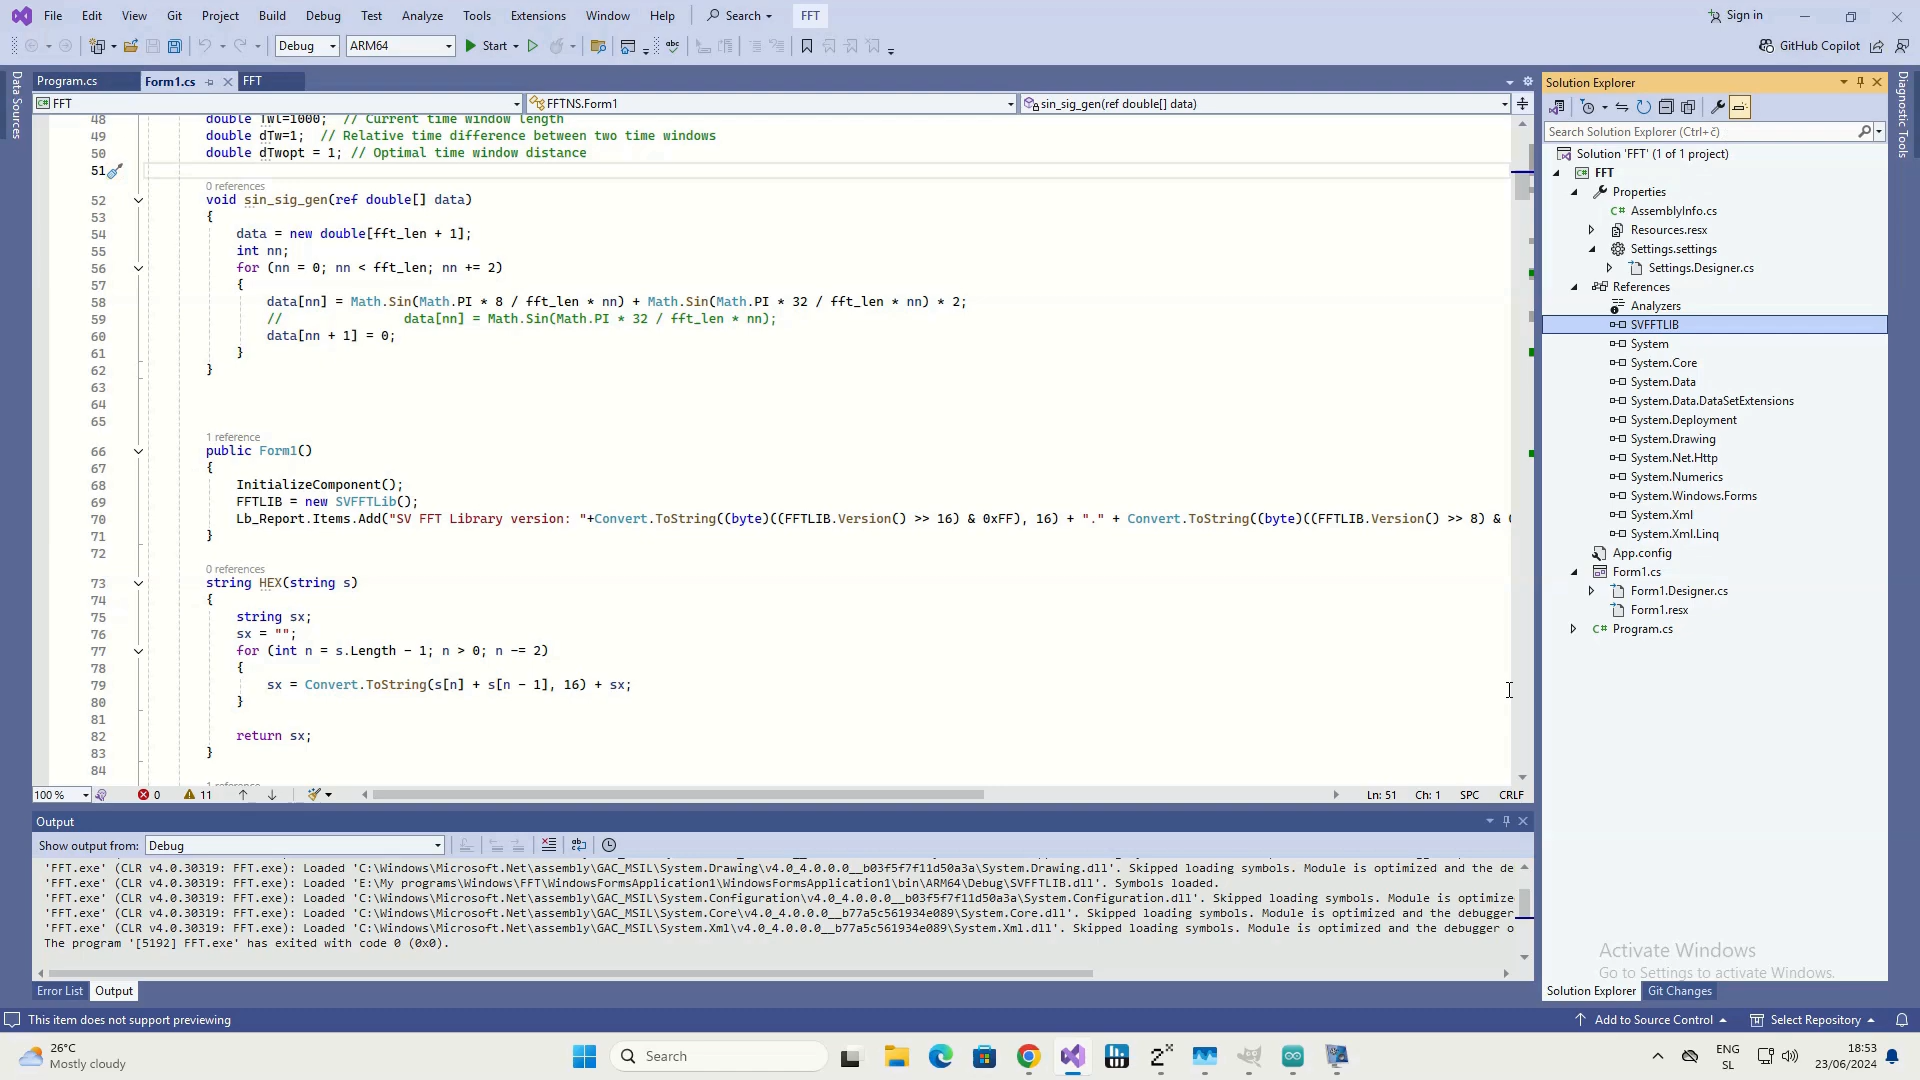 File Edit View Git Project Build Debug Test Analyze Tools Extensions Window Help Search FFT Sign in
Debug ARM64 Start GitHub Copilot
Data Sources
Program.cs Form1.cs FFT
FFT FFTNS.Form1 sin_sig_gen(ref double[] data)
48 double Twl=1000; // Current time window length
49 double dTw=1; // Relative time difference between two time windows
50 double dTwopt = 1; // Optimal time window distance
51
0 references
52 void sin_sig_gen(ref double[] data)
53 {
54 data = new double[fft_len + 1];
55 int nn;
56 for (nn = 0; nn < fft_len; nn += 2)
57 {
58 data[nn] = Math.Sin(Math.PI * 8 / fft_len * nn) + Math.Sin(Math.PI * 32 / fft_len * nn) * 2;
59 // data[nn] = Math.Sin(Math.PI * 32 / fft_len * nn);
60 data[nn + 1] = 0;
61 }
62 }
63
64
65
1 reference
66 public Form1()
67 {
68 InitializeComponent();
69 FFTLIB = new SVFFTLib();
70 Lb_Report.Items.Add("SV FFT Library version: "+Convert.ToString((byte)((FFTLIB.Version() >> 16) & 0xFF), 16) + "." + Convert.ToString((byte)((FFTLIB.Version() >> 8) &
71 }
72
0 references
73 string HEX(string s)
74 {
75 string sx;
76 sx = "";
77 for (int n = s.Length - 1; n > 0; n -= 2)
78 {
79 sx = Convert.ToString(s[n] + s[n - 1], 16) + sx;
80 }
81
82 return sx;
83 }
84
100 % 0 11 Ln: 51 Ch: 1 SPC CRLF
Output
Show output from: Debug
'FFT.exe' (CLR v4.0.30319: FFT.exe): Loaded 'C:\Windows\Microsoft.Net\assembly\GAC_MSIL\System.Drawing\v4.0_4.0.0.0__b03f5f7f11d50a3a\System.Drawing.dll'. Skipped loading symbols. Module is optimized and the de
'FFT.exe' (CLR v4.0.30319: FFT.exe): Loaded 'E:\My programs\Windows\FFT\WindowsFormsApplication1\WindowsFormsApplication1\bin\ARM64\Debug\SVFFTLIB.dll'. Symbols loaded.
'FFT.exe' (CLR v4.0.30319: FFT.exe): Loaded 'C:\Windows\Microsoft.Net\assembly\GAC_MSIL\System.Configuration\v4.0_4.0.0.0__b03f5f7f11d50a3a\System.Configuration.dll'. Skipped loading symbols. Module is optimize
'FFT.exe' (CLR v4.0.30319: FFT.exe): Loaded 'C:\Windows\Microsoft.Net\assembly\GAC_MSIL\System.Core\v4.0_4.0.0.0__b77a5c561934e089\System.Core.dll'. Skipped loading symbols. Module is optimized and the debugger
'FFT.exe' (CLR v4.0.30319: FFT.exe): Loaded 'C:\Windows\Microsoft.Net\assembly\GAC_MSIL\System.Xml\v4.0_4.0.0.0__b77a5c561934e089\System.Xml.dll'. Skipped loading symbols. Module is optimized and the debugger o
The program '[5192] FFT.exe' has exited with code 0 (0x0).
Error List Output
Solution Explorer
Search Solution Explorer (Ctrl+č)
Solution 'FFT' (1 of 1 project)
FFT
Properties
AssemblyInfo.cs
Resources.resx
Settings.settings
Settings.Designer.cs
References
Analyzers
SVFFTLIB
System
System.Core
System.Data
System.Data.DataSetExtensions
System.Deployment
System.Drawing
System.Net.Http
System.Numerics
System.Windows.Forms
System.Xml
System.Xml.Linq
App.config
Form1.cs
Form1.Designer.cs
Form1.resx
Program.cs
Activate Windows
Go to Settings to activate Windows.
Solution Explorer Git Changes
Diagnostic Tools
This item does not support previewing Add to Source Control Select Repository
26°C
Mostly cloudy
Search
ENG
SL
18:53
23/06/2024